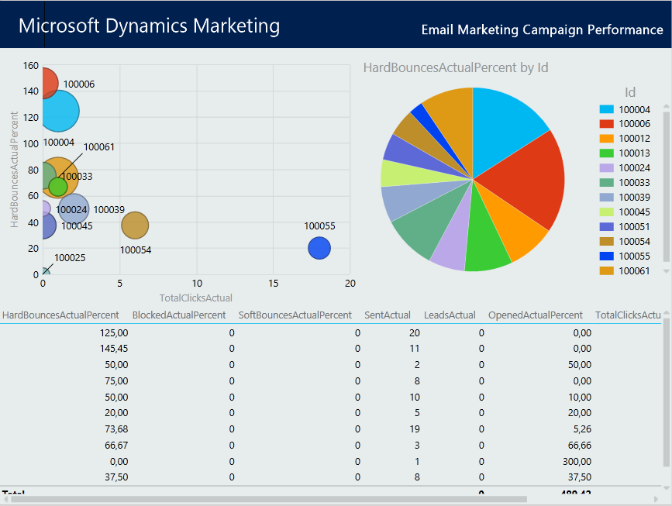 Microsoft Dynamics Marketing
Email Marketing Campaign Performance
HardBouncesActualPercent
160
140
120
100
80
60
40
20
0
100006
100004
100061
100033
100024
100039
100045
100054
100055
100025
0
5
10
15
20
TotalClicksActual
HardBouncesActualPercent by Id
Id
100004
100006
100012
100013
100024
100033
100039
100045
100051
100054
100055
100061
HardBouncesActualPercent BlockedActualPercent SoftBouncesActualPercent SentActual LeadsActual OpenedActualPercent TotalClicksActu
125,00 0 0 20 0 0,00
145,45 0 0 11 0 0,00
50,00 0 0 2 0 50,00
75,00 0 0 8 0 0,00
50,00 0 0 10 0 10,00
20,00 0 0 5 0 20,00
73,68 0 0 19 0 5,26
66,67 0 0 3 0 66,66
0,00 0 0 1 0 300,00
37,50 0 0 8 0 37,50
Total 0 489,42